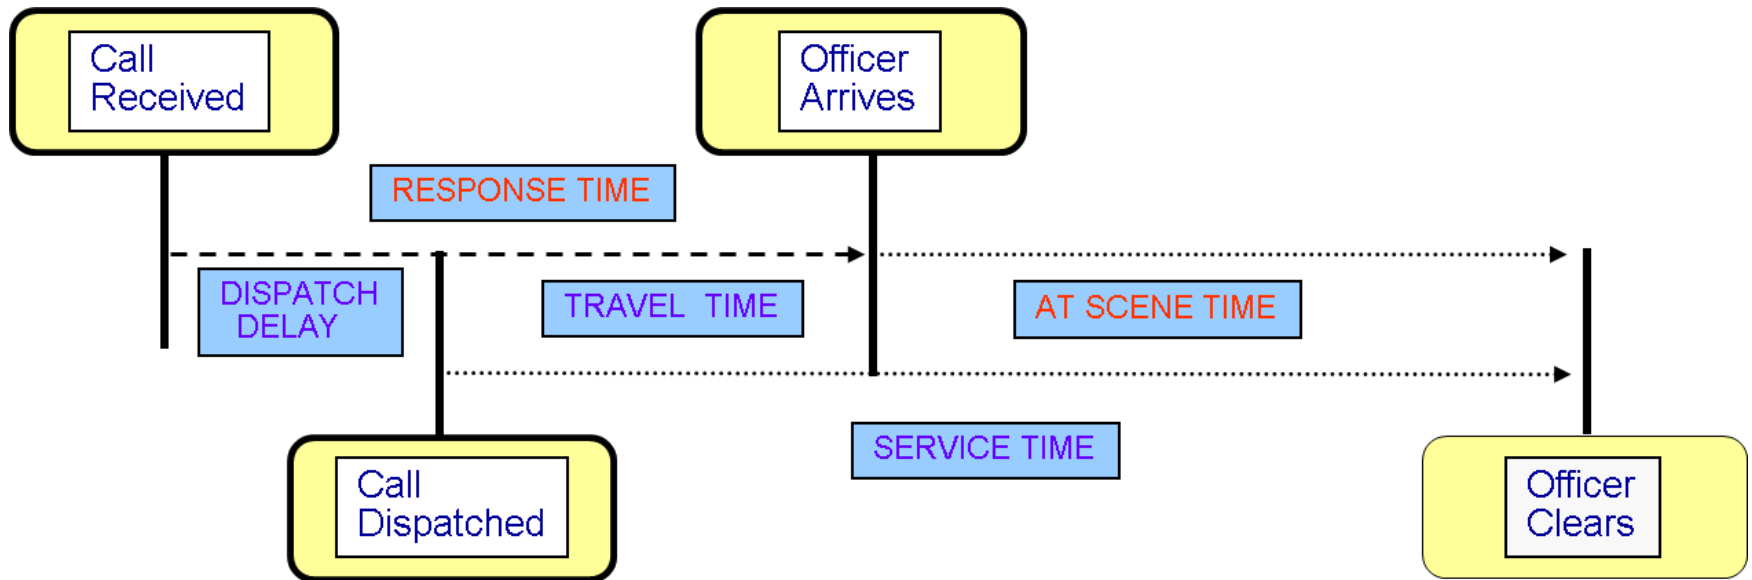 Call
Received
Officer
Arrives
RESPONSE TIME
DISPATCH
DELAY
TRAVEL TIME
AT SCENE TIME
SERVICE TIME
Call
Dispatched
Officer
Clears